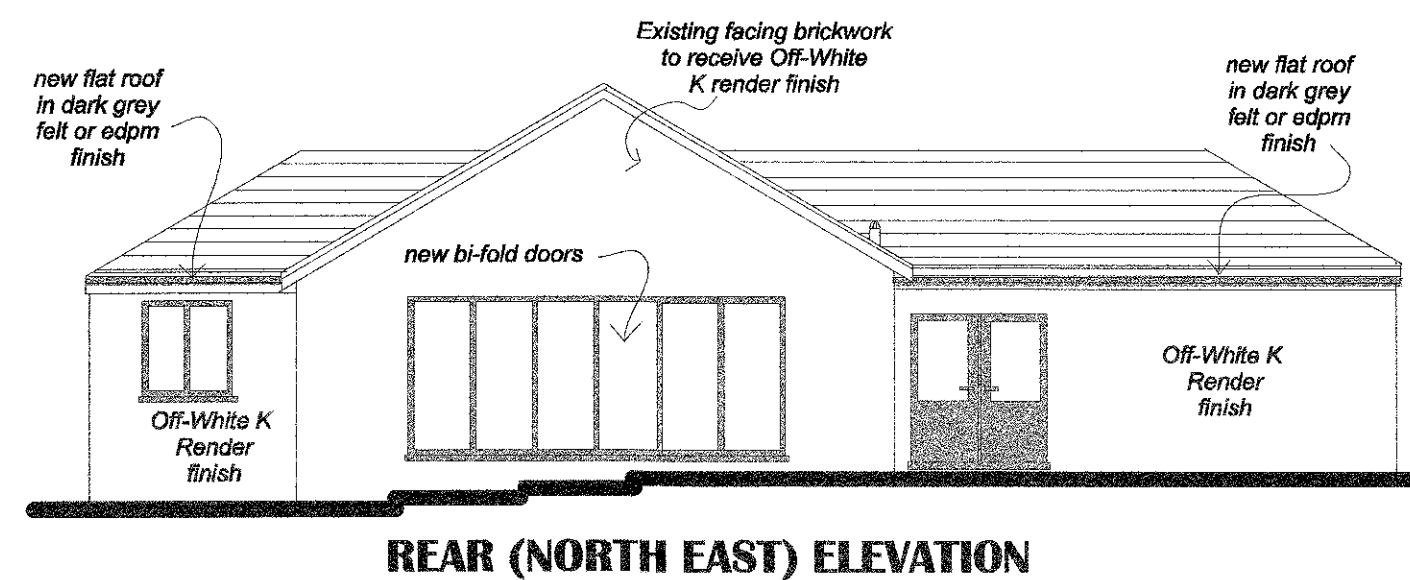 Existing facing brickwork
to receive Off-White
K render finish
new flat roof
in dark grey
felt or edpm
finish
new flat roof
in dark grey
felt or edpm
finish
new bi-fold doors
Off-White K
Render
finish
Off-White K
Render
finish
REAR (NORTH EAST) ELEVATION